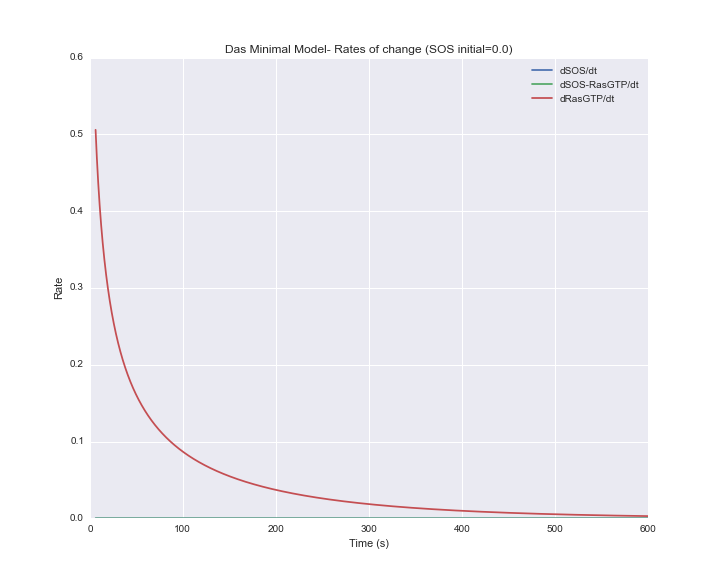 Das Minimal Model- Rates of change (SOS initial=0.0)
0.6
dSOS/dt
dSOS-RasGTP/dt
dRasGTP/dt
0.5
0.4
0.3
Rate
0.2
0.1
0.0
0 100 200 300 400 500 600
Time (s)